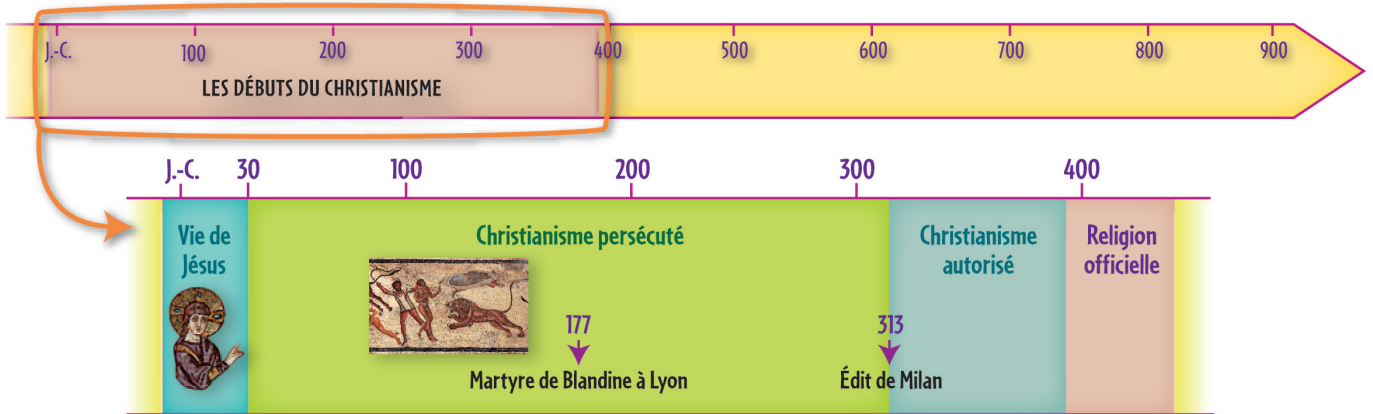 J.-C. 100 200 300 400 500 600 700 800 900
LES DÉBUTS DU CHRISTIANISME
J.-C. 30 100 200 300 400
Vie de
Jésus
Christianisme persécuté
Christianisme
autorisé
Religion
officielle
177
Martyre de Blandine à Lyon
313
Édit de Milan